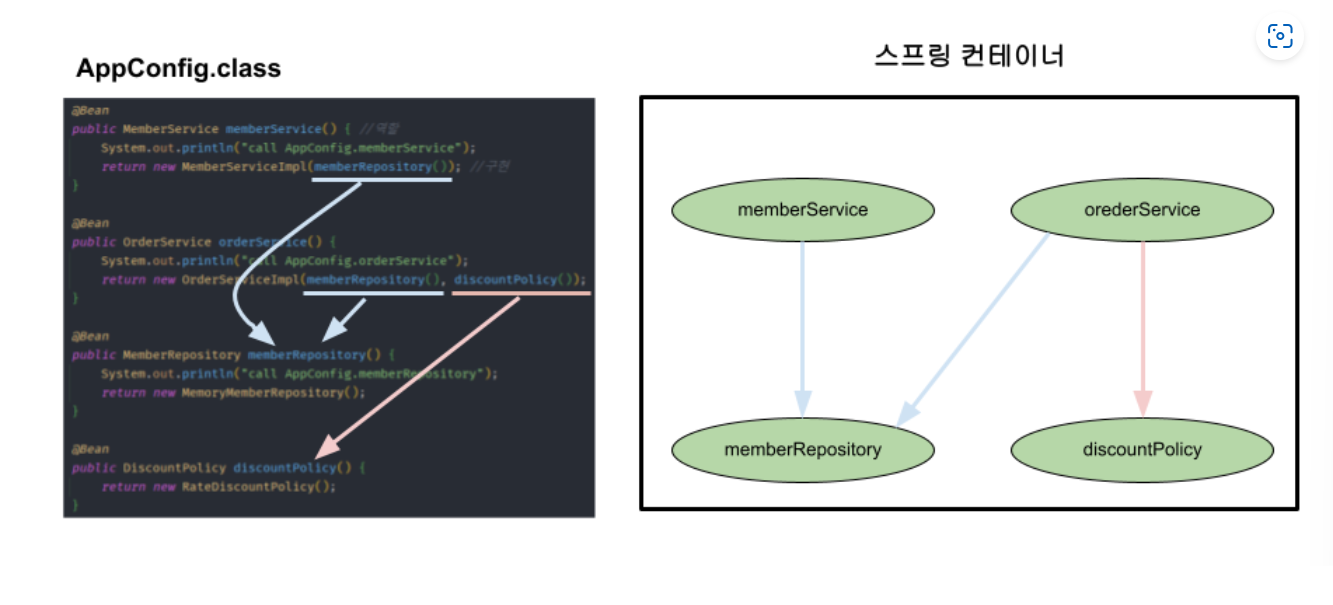 AppConfig.class
@Bean
public MemberService memberService() { //역할
System.out.println("call AppConfig.memberService");
return new MemberServiceImpl(memberRepository()); //구현
}
@Bean
public OrderService orderService() {
System.out.println("call AppConfig.orderService");
return new OrderServiceImpl(memberRepository(), discountPolicy());
}
@Bean
public MemberRepository memberRepository() {
System.out.println("call AppConfig.memberRepository");
return new MemoryMemberRepository();
}
@Bean
public DiscountPolicy discountPolicy() {
return new RateDiscountPolicy();
}
스프링 컨테이너
memberService
orederService
memberRepository
discountPolicy